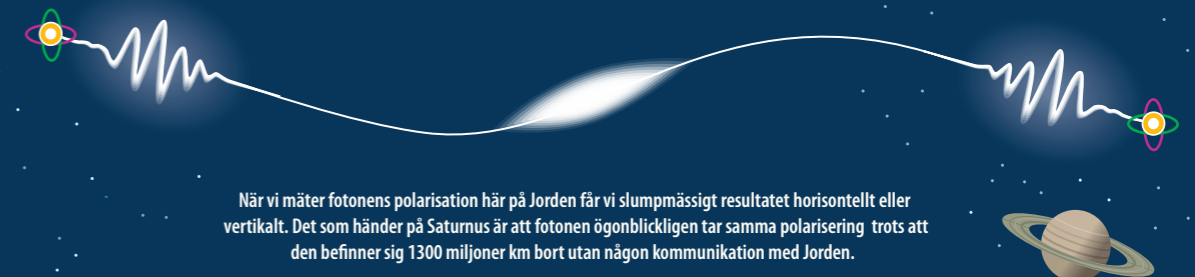 När vi mäter fotonens polarisation här på Jorden får vi slumpmässigt resultatet horisontellt eller
vertikalt. Det som händer på Saturnus är att fotonen ögonblickligen tar samma polarisering  trots att
den befinner sig 1300 miljoner km bort utan någon kommunikation med Jorden.